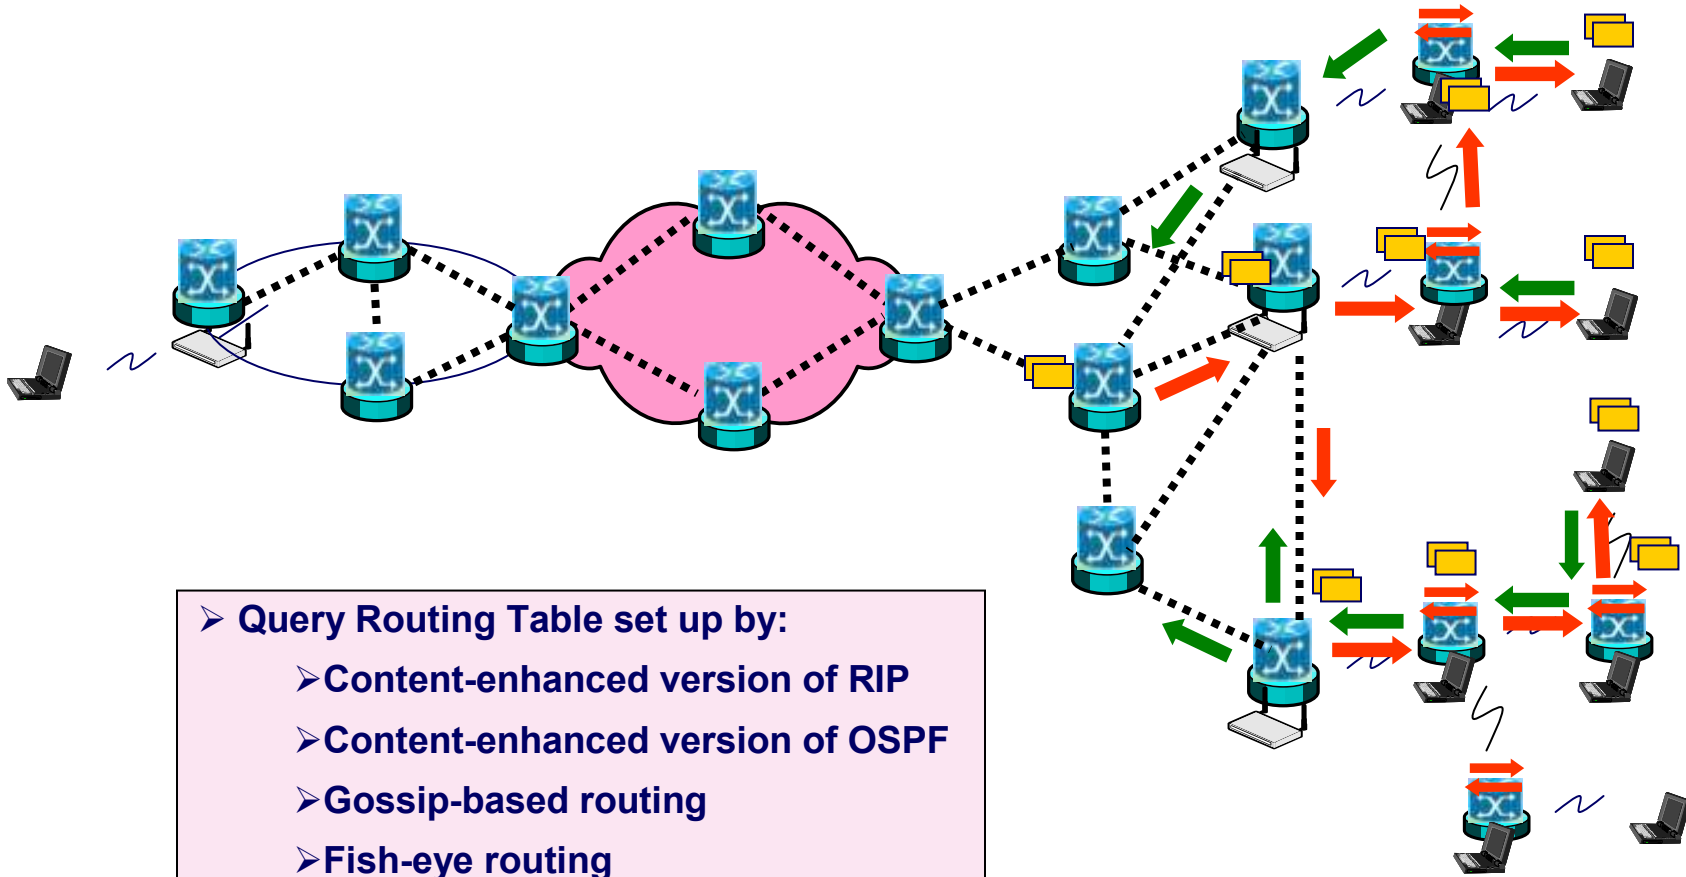 ➢ Query Routing Table set up by:
➢Content-enhanced version of RIP
➢Content-enhanced version of OSPF
➢Gossip-based routing
➢Fish-eye routing